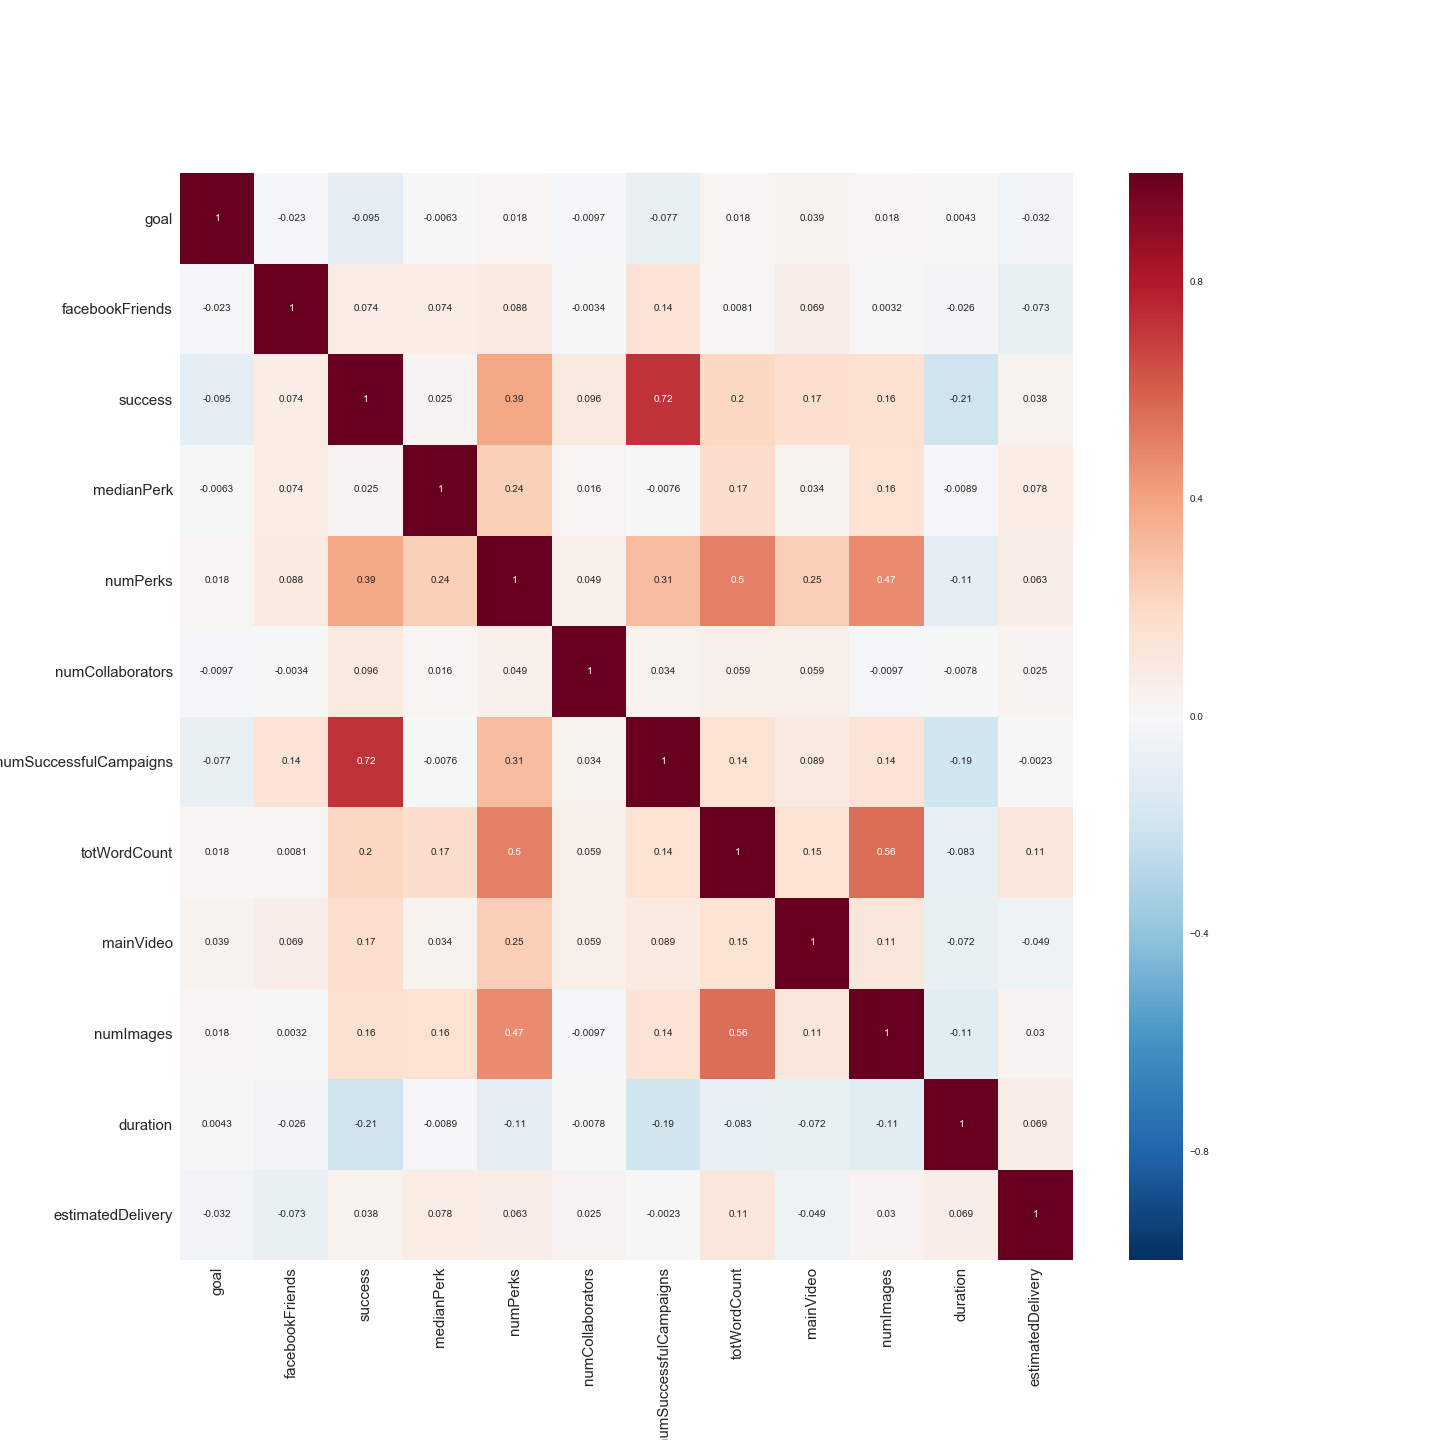 goal 1 -0.023 -0.095 -0.0063 0.018 -0.0097 -0.077 0.018 0.039 0.018 0.0043 -0.032
facebookFriends -0.023 1 0.074 0.074 0.088 -0.0034 0.14 0.0081 0.069 0.0032 -0.026 -0.073
success -0.095 0.074 1 0.025 0.39 0.096 0.72 0.2 0.17 0.16 -0.21 0.038
medianPerk -0.0063 0.074 0.025 1 0.24 0.016 -0.0076 0.17 0.034 0.16 -0.0089 0.078
numPerks 0.018 0.088 0.39 0.24 1 0.049 0.31 0.5 0.25 0.47 -0.11 0.063
numCollaborators -0.0097 -0.0034 0.096 0.016 0.049 1 0.034 0.059 0.059 -0.0097 -0.0078 0.025
numSuccessfulCampaigns -0.077 0.14 0.72 -0.0076 0.31 0.034 1 0.14 0.089 0.14 -0.19 -0.0023
totWordCount 0.018 0.0081 0.2 0.17 0.5 0.059 0.14 1 0.15 0.56 -0.083 0.11
mainVideo 0.039 0.069 0.17 0.034 0.25 0.059 0.089 0.15 1 0.11 -0.072 -0.049
numImages 0.018 0.0032 0.16 0.16 0.47 -0.0097 0.14 0.56 0.11 1 -0.11 0.03
duration 0.0043 -0.026 -0.21 -0.0089 -0.11 -0.0078 -0.19 -0.083 -0.072 -0.11 1 0.069
estimatedDelivery -0.032 -0.073 0.038 0.078 0.063 0.025 -0.0023 0.11 -0.049 0.03 0.069 1
goal
facebookFriends
success
medianPerk
numPerks
numCollaborators
numSuccessfulCampaigns
totWordCount
mainVideo
numImages
duration
estimatedDelivery
0.8
0.4
0.0
−0.4
−0.8